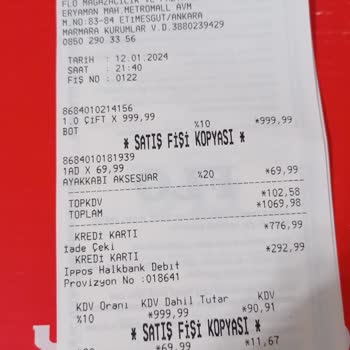 FLO MAĞAZACILIK
ERYAMAN MAH.METROMALL AVM
M.NO:83-84 ETİMESGUT/ANKARA
MARMARA KURUMLAR V.D.3880239429
0850 290 33 56
TARİH : 12.01.2024
SAAT : 21:40
FİŞ NO : 0122
8684010214156
1.0 ÇiFT X 999,99
BOT %10 *999,99
* SATIŞ FİŞİ KOPYASI *
8684010181939
1AD X 69,99
AYAKKABI AKSESUAR %20 *69,99
TOPKDV *102,58
TOPLAM *1069,98
KREDİ KARTI *776,99
İade Çeki
KREDİ KARTI *292,99
Ippos Halkbank Debit
Provizyon No :018641
KDV Oranı KDV Dahil Tutar KDV
%10 *999,99 *90,91
* SATIŞ FİŞİ KOPYASI *
*69,99 *11,67